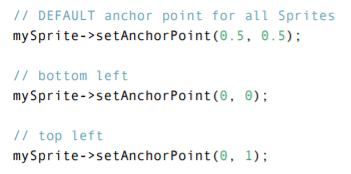 // DEFAULT anchor point for all Sprites
mySprite->setAnchorPoint(0.5, 0.5);
// bottom left
mySprite->setAnchorPoint(0, 0);
// top left
mySprite->setAnchorPoint(0, 1);